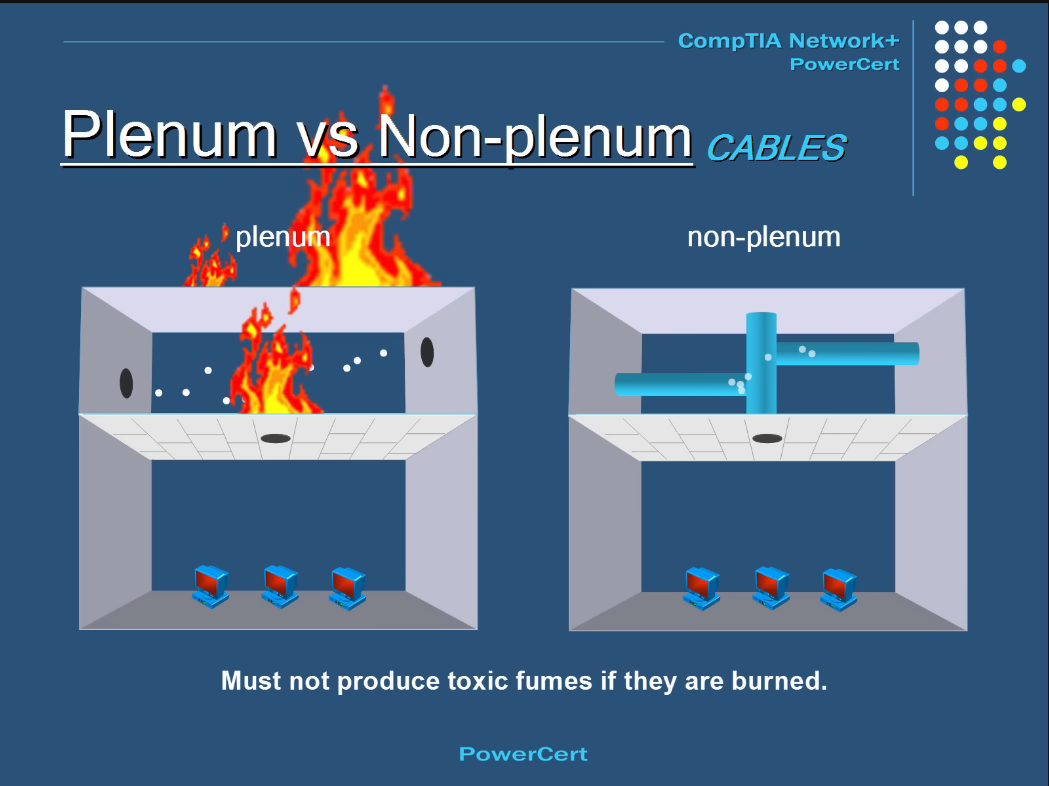 CompTIA Network+
PowerCert
Plenum vs Non-plenum CABLES
plenum
non-plenum
Must not produce toxic fumes if they are burned.
PowerCert